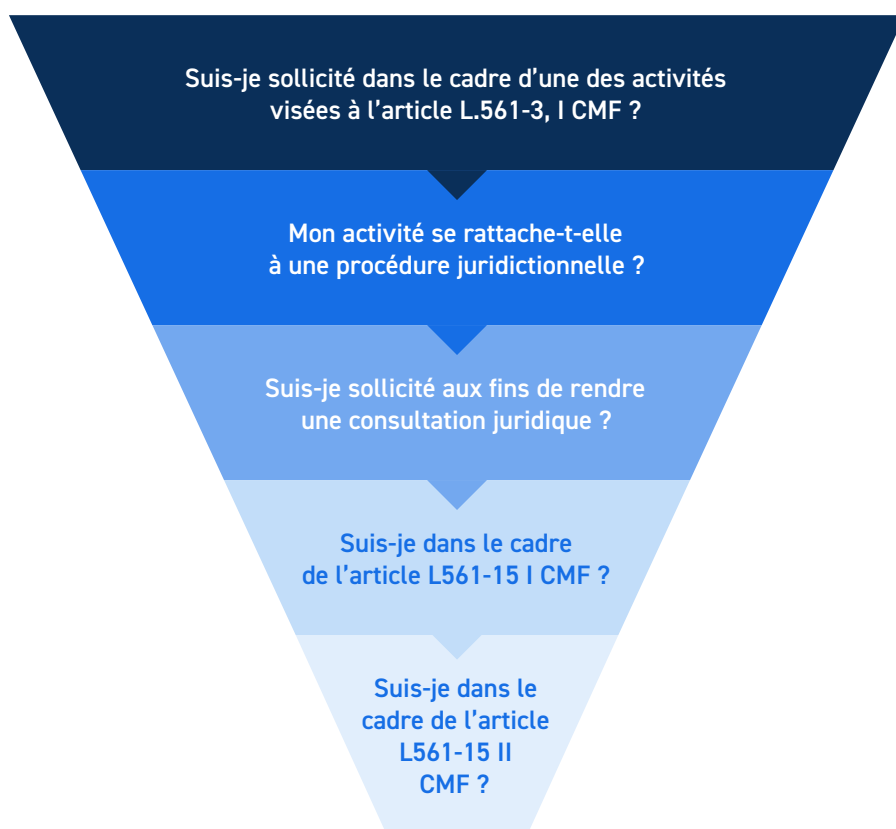 Suis-je sollicité dans le cadre d’une des activités
visées à l’article L.561-3, I CMF ?
Mon activité se rattache-t-elle
à une procédure juridictionnelle ?
Suis-je sollicité aux fins de rendre
une consultation juridique ?
Suis-je dans le cadre
de l’article L561-15 I CMF ?
Suis-je dans le
cadre de l’article
L561-15 II
CMF ?